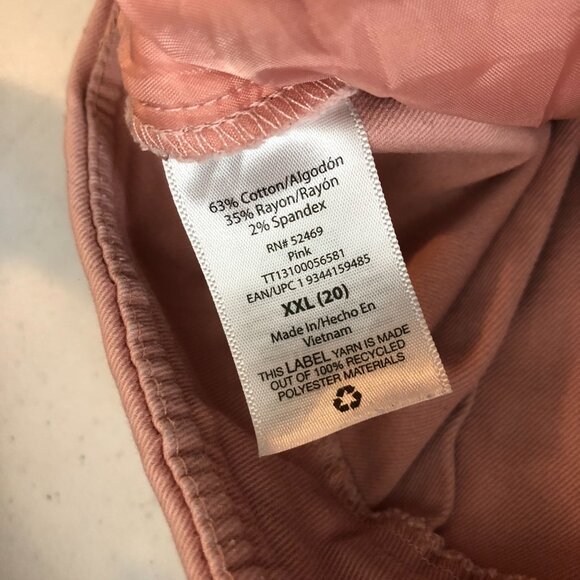 63% Cotton/Algodón
35% Rayon/Rayón
2% Spandex
RN# 52469
Pink
TT13100056581
EAN/UPC 1 9344159485
XXL (20)
Made In/Hecho En
Vietnam
THIS LABEL YARN IS MADE
OUT OF 100% RECYCLED
POLYESTER MATERIALS